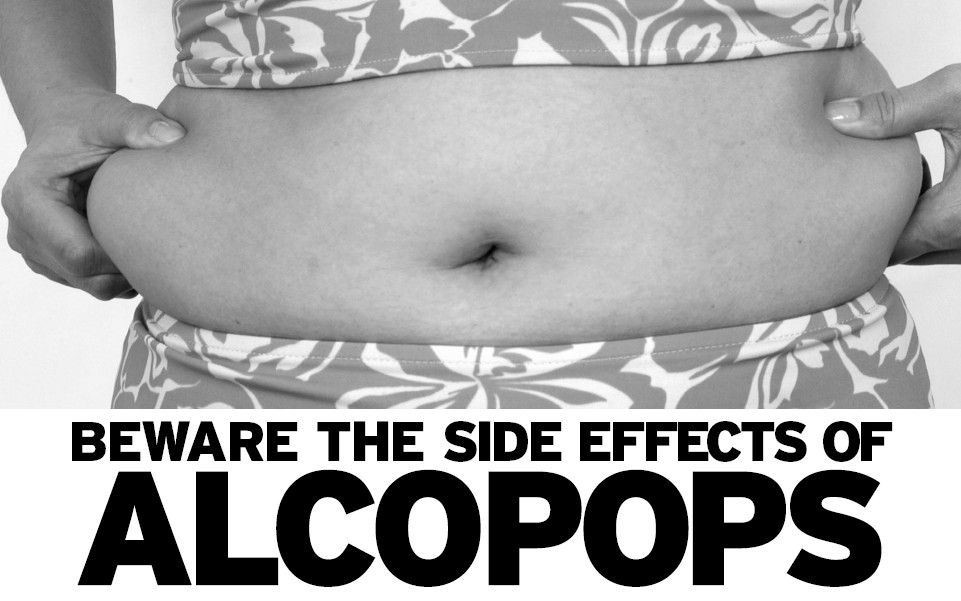 BEWARE THE SIDE EFFECTS OF
ALCOPOPS